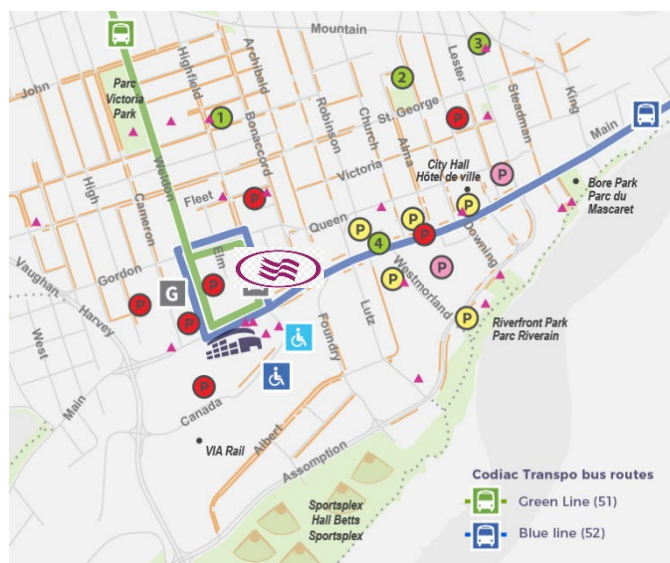 Mountain
John
Highfield
Archibald
Lester
3
Parc
Victoria
Park
2
Steadman
King
St. George
1
Bonaccord
Robinson
Church
P
Main
Weldon
Victoria
Alma
City Hall
Hôtel de ville
P
High
Fleet
P
Bore Park
Parc du
Mascaret
Cameron
Queen
P
P
P
Downing
P
4
Elm
Gordon
P
G
P
Westmorland
P
Vaughan
Harvey
P
P
Lutz
P
Riverfront Park
Parc Riverain
West
Foundry
Main
P
Canada
VIA Rail
Albert
Assomption
Sportsplex
Hall Betts
Sportsplex
Codiac Transpo bus routes
Green Line (51)
Blue line (52)